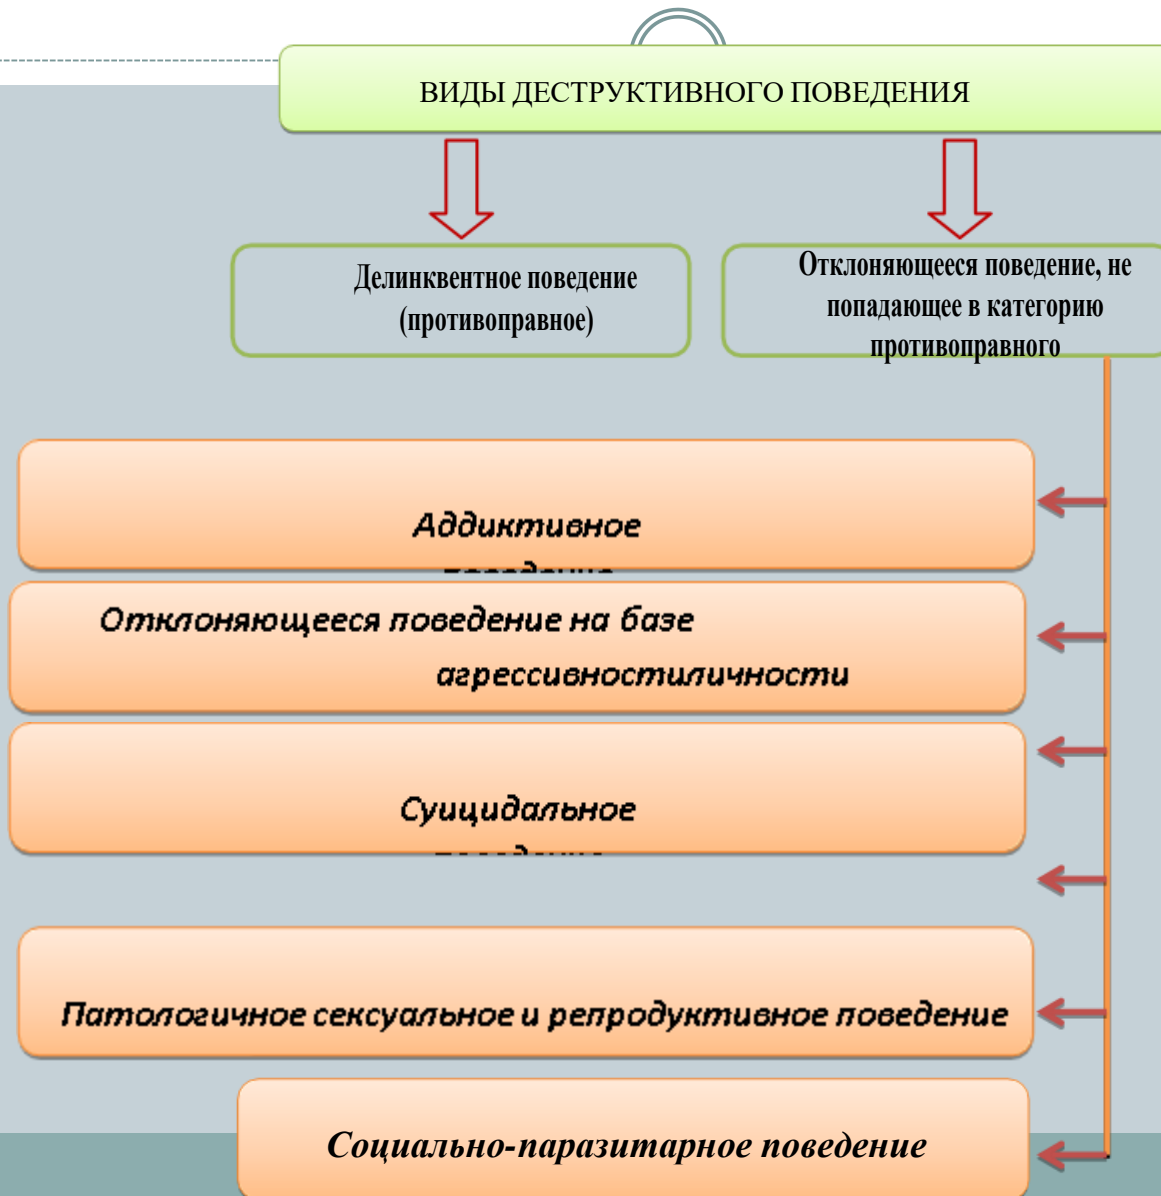 ВИДЫ ДЕСТРУКТИВНОГО ПОВЕДЕНИЯ
Делинквентное поведение
(противоправное)
Отклоняющееся поведение, не
попадающее в категорию
противоправного
Аддиктивное
Отклоняющееся поведение на базе
агрессивностиличности
Суицидальное
Патологичное сексуальное и репродуктивное поведение
Социально-паразитарное поведение